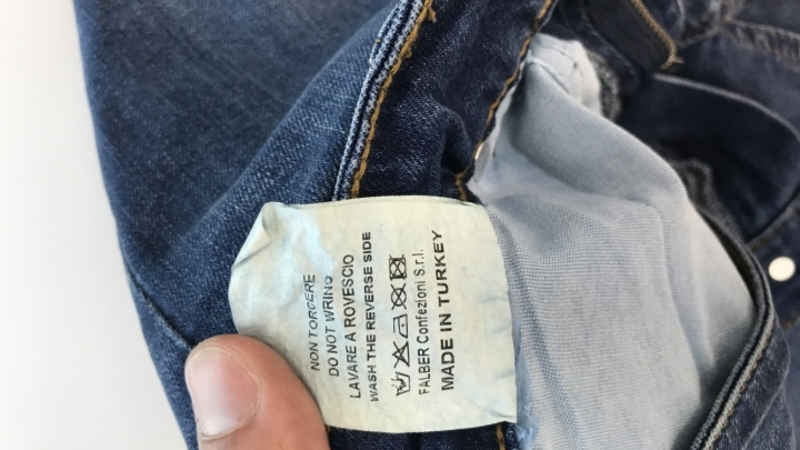 NON TORCERE
DO NOT WRING
LAVARE A ROVESCIO
WASH THE REVERSE SIDE
FALBER Confezioni S.r.l.
MADE IN TURKEY